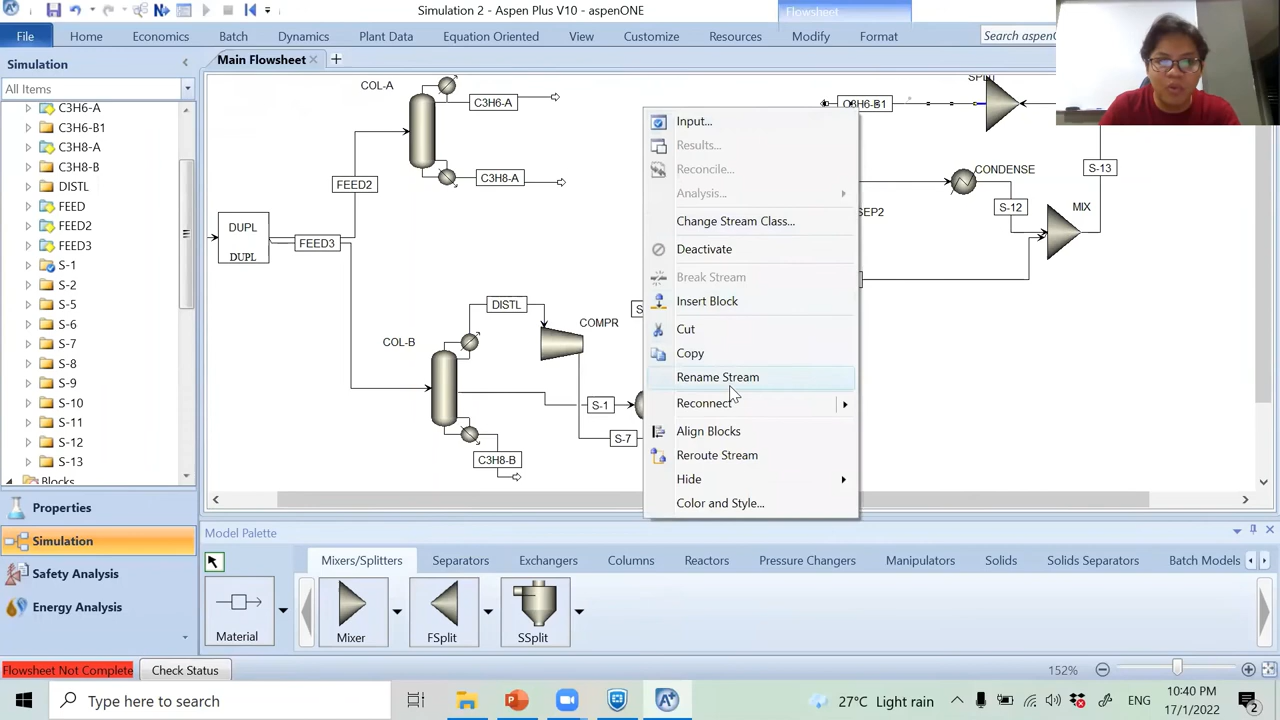 Simulation 2 - Aspen Plus V10 - aspenONE
Flowsheet
File
Home
Economics
Batch
Dynamics
Plant Data
Equation Oriented
View
Customize
Resources
Modify
Format
Search aspen
Simulation
All Items
C3H6-A
C3H6-B1
C3H8-A
C3H8-B
DISTL
FEED
FEED2
FEED3
S-1
S-2
S-5
S-6
S-7
S-8
S-9
S-10
S-11
S-12
S-13
Blocks
Properties
Simulation
Safety Analysis
Energy Analysis
Main Flowsheet
COL-A
C3H6-A
C3H8-A
FEED2
DUPL
DUPL
FEED3
DISTL
COMPR
COL-B
S-1
S-7
C3H8-B
C3H6-B1
SPLIT
CONDENSE
S-13
S-12
MIX
SEP2
Input...
Results...
Reconcile...
Analysis...
Change Stream Class...
Deactivate
Break Stream
Insert Block
Cut
Copy
Rename Stream
Reconnect
Align Blocks
Reroute Stream
Hide
Color and Style...
Model Palette
Mixers/Splitters
Separators
Exchangers
Columns
Reactors
Pressure Changers
Manipulators
Solids
Solids Separators
Batch Models
Material
Mixer
FSplit
SSplit
Flowsheet Not Complete
Check Status
152%
Type here to search
27°C Light rain
ENG
10:40 PM
17/1/2022
2